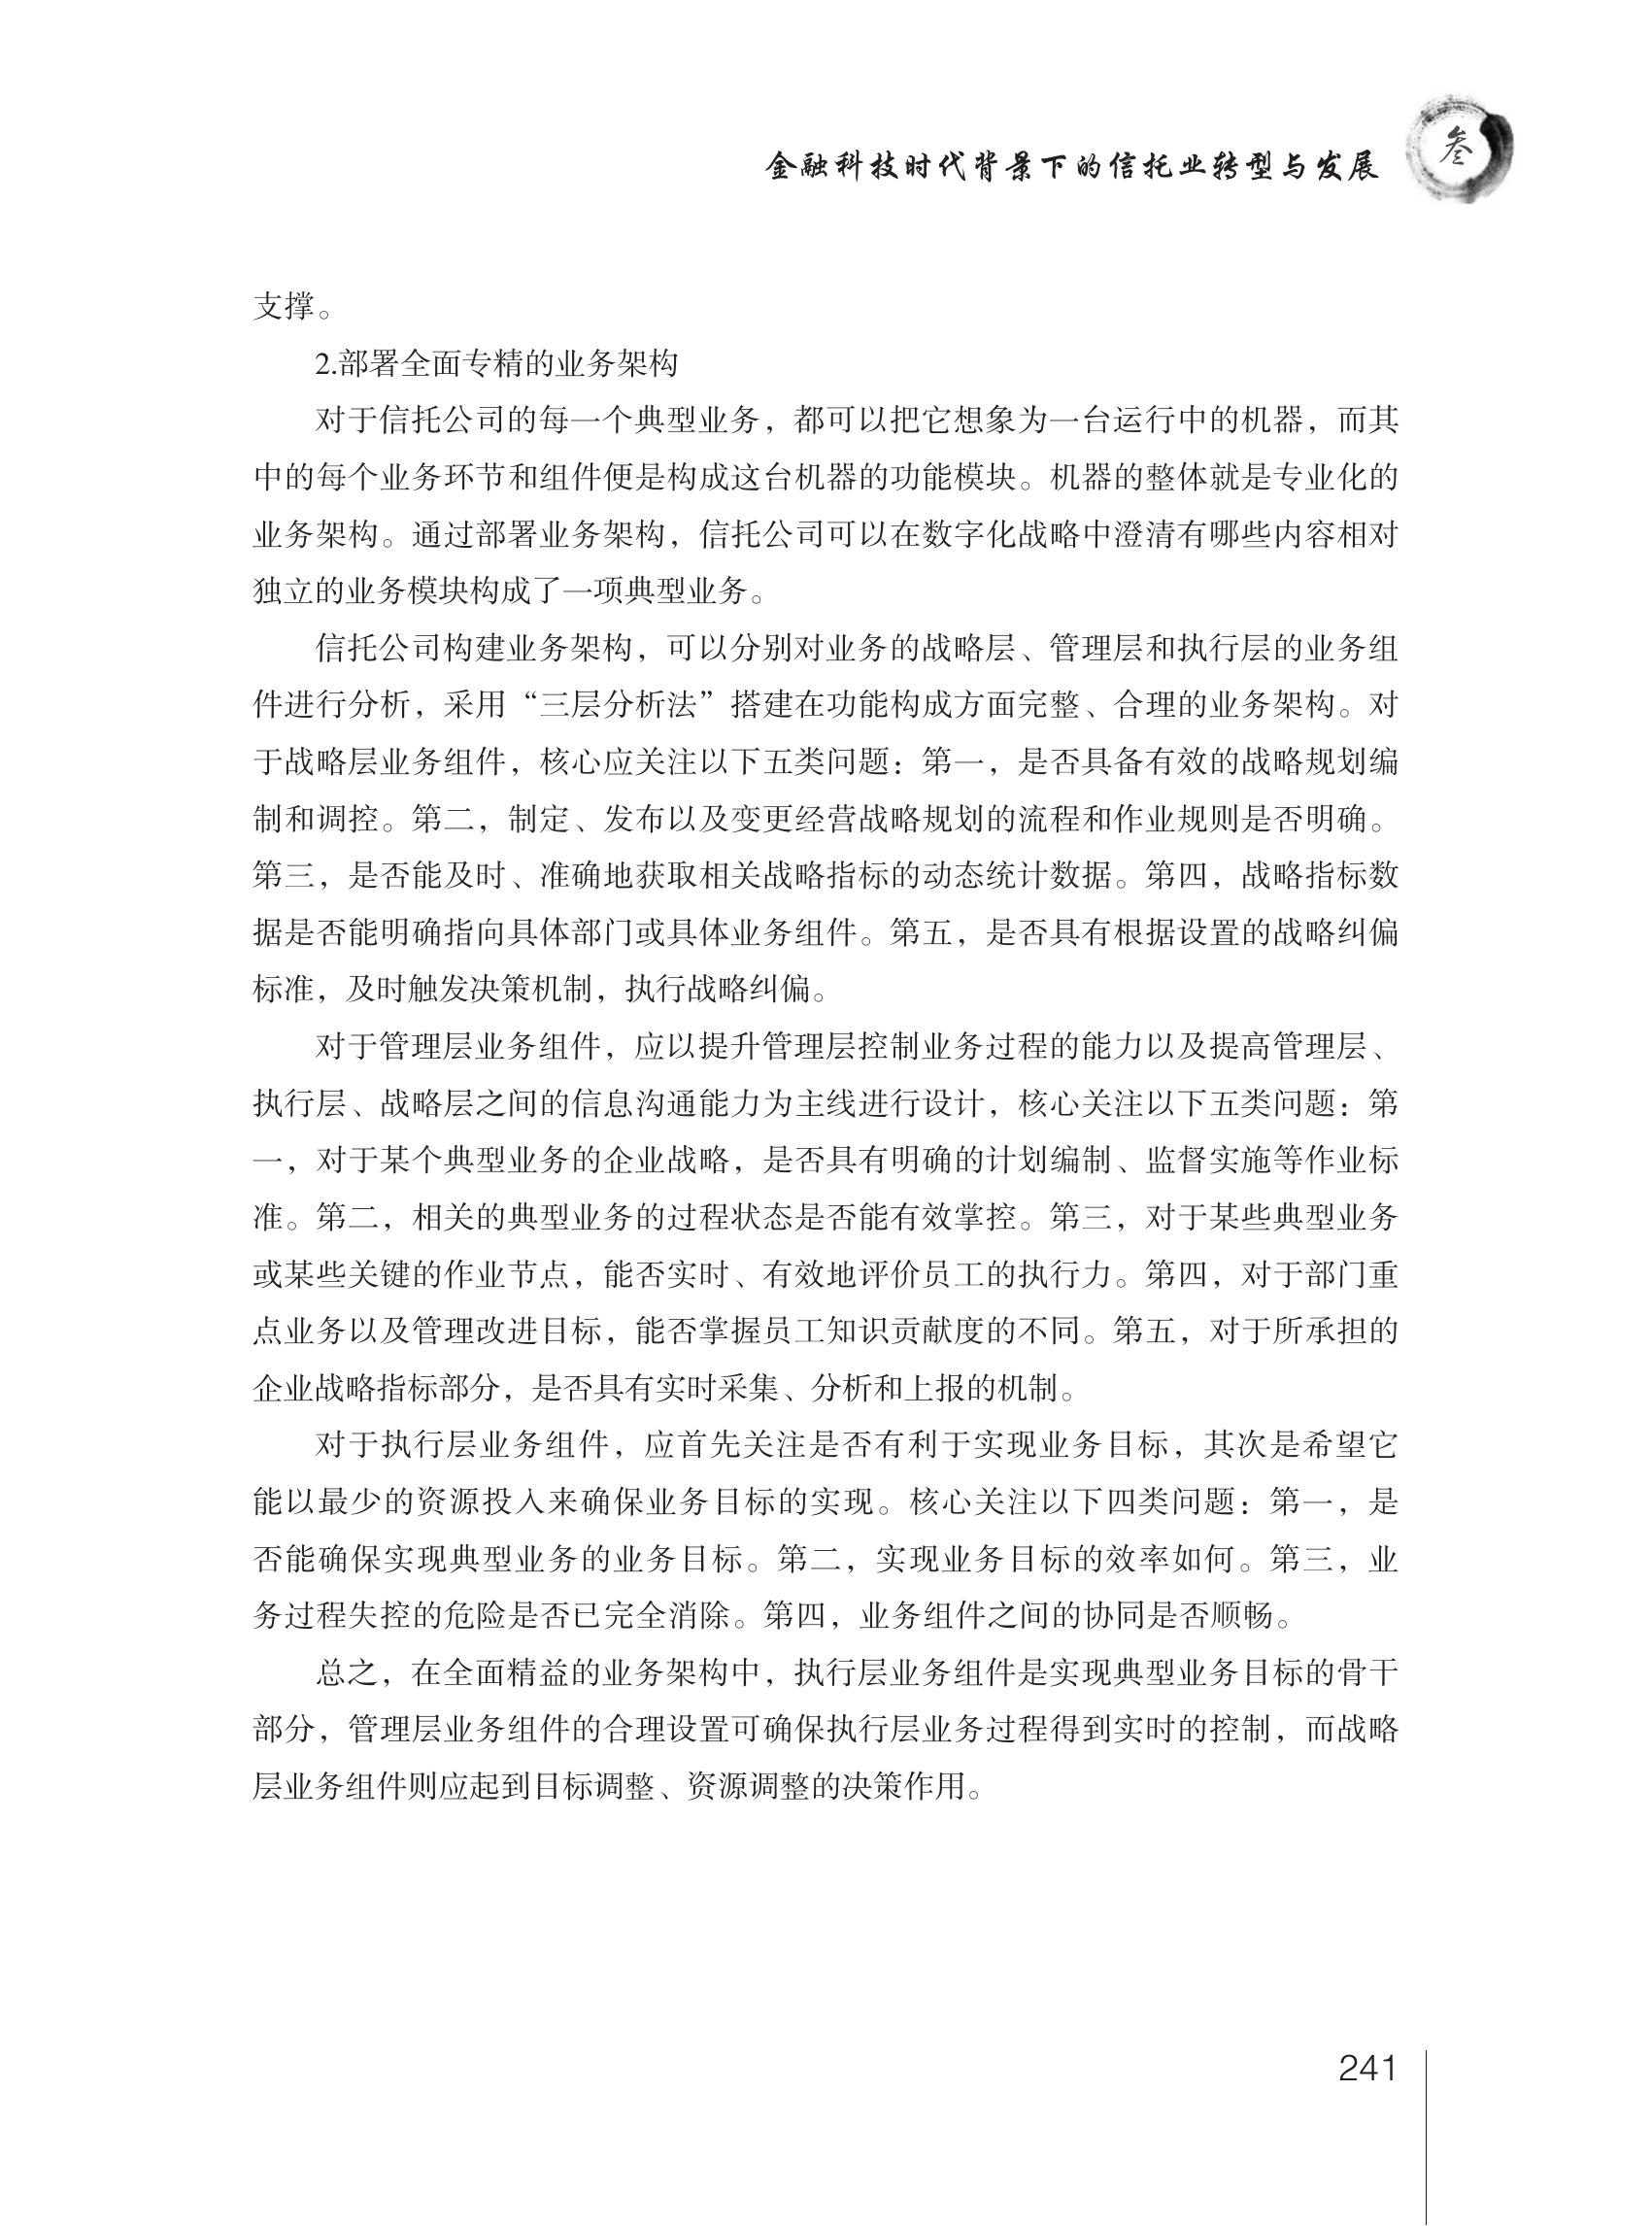 金融科技时代背景下的信托业转型与发展
叁
支撑。
2.部署全面专精的业务架构
对于信托公司的每一个典型业务，都可以把它想象为一台运行中的机器，而其
中的每个业务环节和组件便是构成这台机器的功能模块。机器的整体就是专业化的
业务架构。通过部署业务架构，信托公司可以在数字化战略中澄清有哪些内容相对
独立的业务模块构成了一项典型业务。
信托公司构建业务架构，可以分别对业务的战略层、管理层和执行层的业务组
件进行分析，采用“三层分析法”搭建在功能构成方面完整、合理的业务架构。对
于战略层业务组件，核心应关注以下五类问题：第一，是否具备有效的战略规划编
制和调控。第二，制定、发布以及变更经营战略规划的流程和作业规则是否明确。
第三，是否能及时、准确地获取相关战略指标的动态统计数据。第四，战略指标数
据是否能明确指向具体部门或具体业务组件。第五，是否具有根据设置的战略纠偏
标准，及时触发决策机制，执行战略纠偏。
对于管理层业务组件，应以提升管理层控制业务过程的能力以及提高管理层、
执行层、战略层之间的信息沟通能力为主线进行设计，核心关注以下五类问题：第
一，对于某个典型业务的企业战略，是否具有明确的计划编制、监督实施等作业标
准。第二，相关的典型业务的过程状态是否能有效掌控。第三，对于某些典型业务
或某些关键的作业节点，能否实时、有效地评价员工的执行力。第四，对于部门重
点业务以及管理改进目标，能否掌握员工知识贡献度的不同。第五，对于所承担的
企业战略指标部分，是否具有实时采集、分析和上报的机制。
对于执行层业务组件，应首先关注是否有利于实现业务目标，其次是希望它
能以最少的资源投入来确保业务目标的实现。核心关注以下四类问题：第一，是
否能确保实现典型业务的业务目标。第二，实现业务目标的效率如何。第三，业
务过程失控的危险是否已完全消除。第四，业务组件之间的协同是否顺畅。
总之，在全面精益的业务架构中，执行层业务组件是实现典型业务目标的骨干
部分，管理层业务组件的合理设置可确保执行层业务过程得到实时的控制，而战略
层业务组件则应起到目标调整、资源调整的决策作用。
241